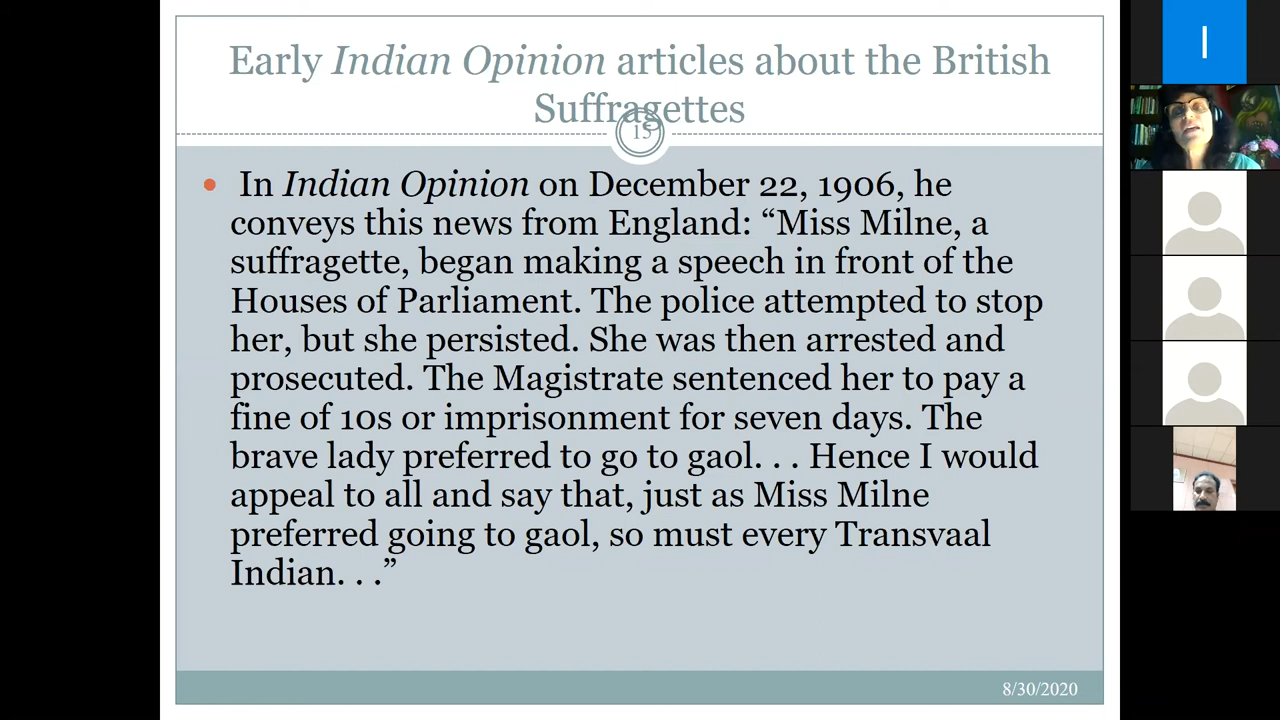 Early Indian Opinion articles about the British
Suffragettes
15
• In Indian Opinion on December 22, 1906, he
conveys this news from England: “Miss Milne, a
suffragette, began making a speech in front of the
Houses of Parliament. The police attempted to stop
her, but she persisted. She was then arrested and
prosecuted. The Magistrate sentenced her to pay a
fine of 10s or imprisonment for seven days. The
brave lady preferred to go to gaol. . . Hence I would
appeal to all and say that, just as Miss Milne
preferred going to gaol, so must every Transvaal
Indian. . .”
8/30/2020
I